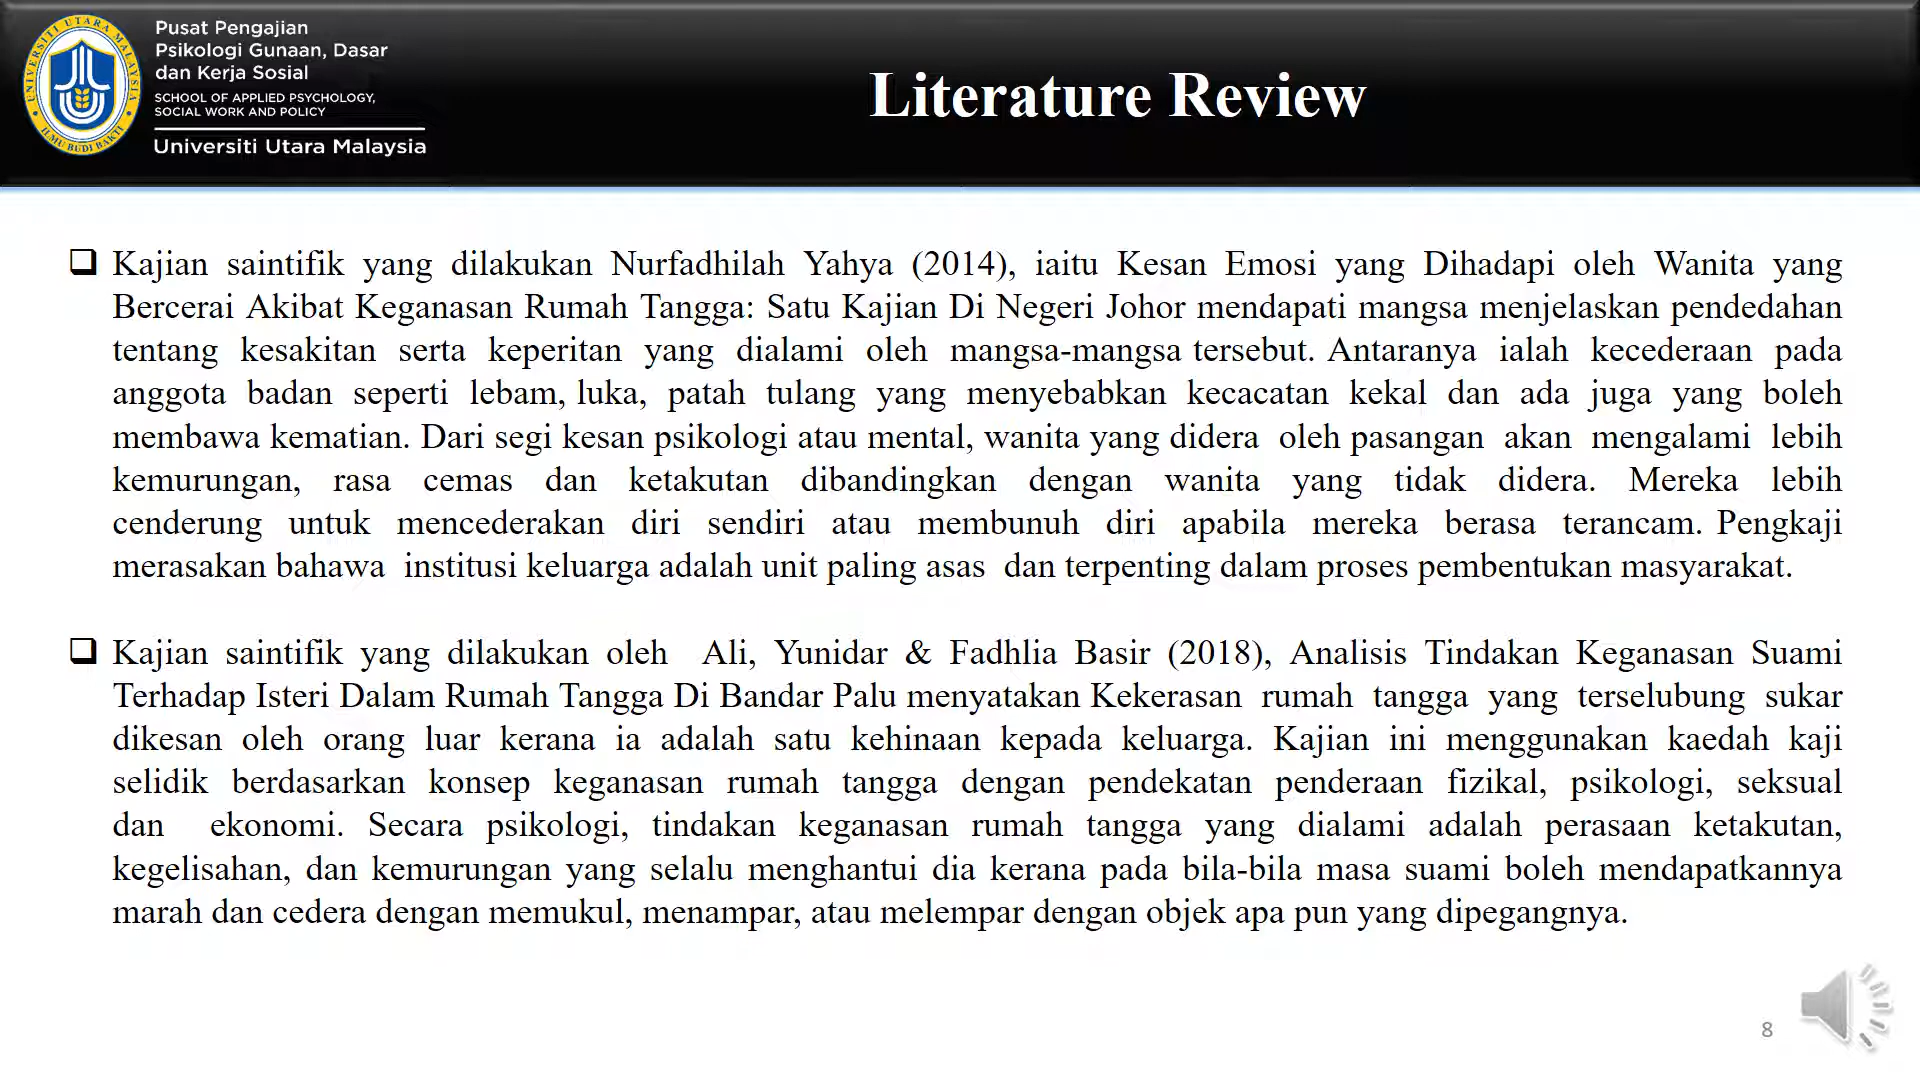 UNIVERSITI UTARA MALAYSIA
ILMU BUDI BAKTI
Pusat Pengajian
Psikologi Gunaan, Dasar
dan Kerja Sosial
SCHOOL OF APPLIED PSYCHOLOGY,
SOCIAL WORK AND POLICY
Universiti Utara Malaysia
Literature Review
Kajian saintifik yang dilakukan Nurfadhilah Yahya (2014), iaitu Kesan Emosi yang Dihadapi oleh Wanita yang
Bercerai Akibat Keganasan Rumah Tangga: Satu Kajian Di Negeri Johor mendapati mangsa menjelaskan pendedahan
tentang kesakitan serta keperitan yang dialami oleh mangsa-mangsa tersebut. Antaranya ialah kecederaan pada
anggota badan seperti lebam, luka, patah tulang yang menyebabkan kecacatan kekal dan ada juga yang boleh
membawa kematian. Dari segi kesan psikologi atau mental, wanita yang didera oleh pasangan akan mengalami lebih
kemurungan, rasa cemas dan ketakutan dibandingkan dengan wanita yang tidak didera. Mereka lebih
cenderung untuk mencederakan diri sendiri atau membunuh diri apabila mereka berasa terancam. Pengkaji
merasakan bahawa institusi keluarga adalah unit paling asas dan terpenting dalam proses pembentukan masyarakat.
Kajian saintifik yang dilakukan oleh Ali, Yunidar & Fadhlia Basir (2018), Analisis Tindakan Keganasan Suami
Terhadap Isteri Dalam Rumah Tangga Di Bandar Palu menyatakan Kekerasan rumah tangga yang terselubung sukar
dikesan oleh orang luar kerana ia adalah satu kehinaan kepada keluarga. Kajian ini menggunakan kaedah kaji
selidik berdasarkan konsep keganasan rumah tangga dengan pendekatan penderaan fizikal, psikologi, seksual
dan ekonomi. Secara psikologi, tindakan keganasan rumah tangga yang dialami adalah perasaan ketakutan,
kegelisahan, dan kemurungan yang selalu menghantui dia kerana pada bila-bila masa suami boleh mendapatkannya
marah dan cedera dengan memukul, menampar, atau melempar dengan objek apa pun yang dipegangnya.
8